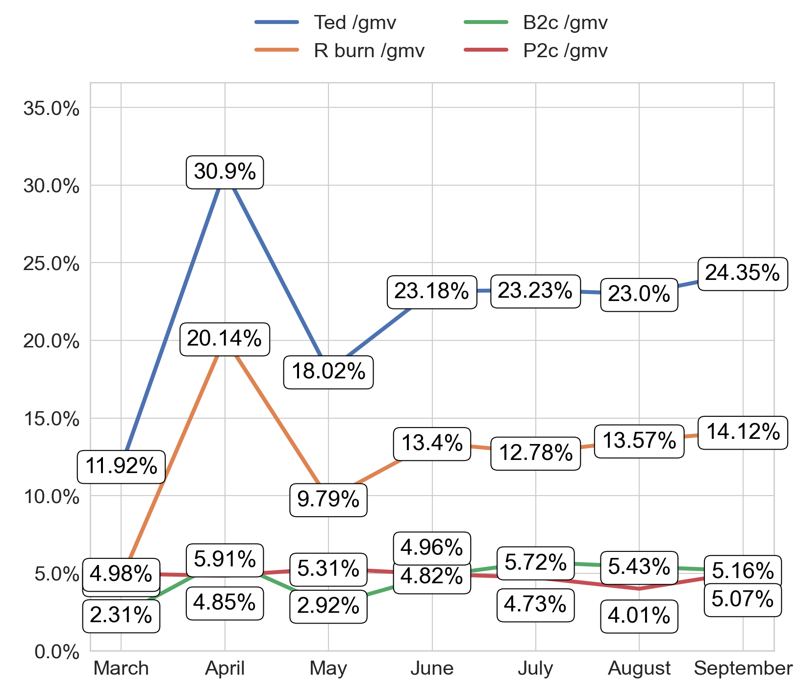 Ted /gmv B2c /gmv
R burn /gmv P2c /gmv
35.0%
30.9%
30.0%
25.0%
24.35%
23.18% 23.23% 23.0%
20.14%
20.0%
18.02%
15.0%
14.12%
13.4% 12.78% 13.57%
11.92%
10.0%
9.79%
4.96%
5.91% 5.31% 5.72% 5.43% 5.16%
5.0%
4.98% 4.82%
2.31% 4.85% 2.92% 4.73% 4.01% 5.07%
0.0%
March April May June July August September